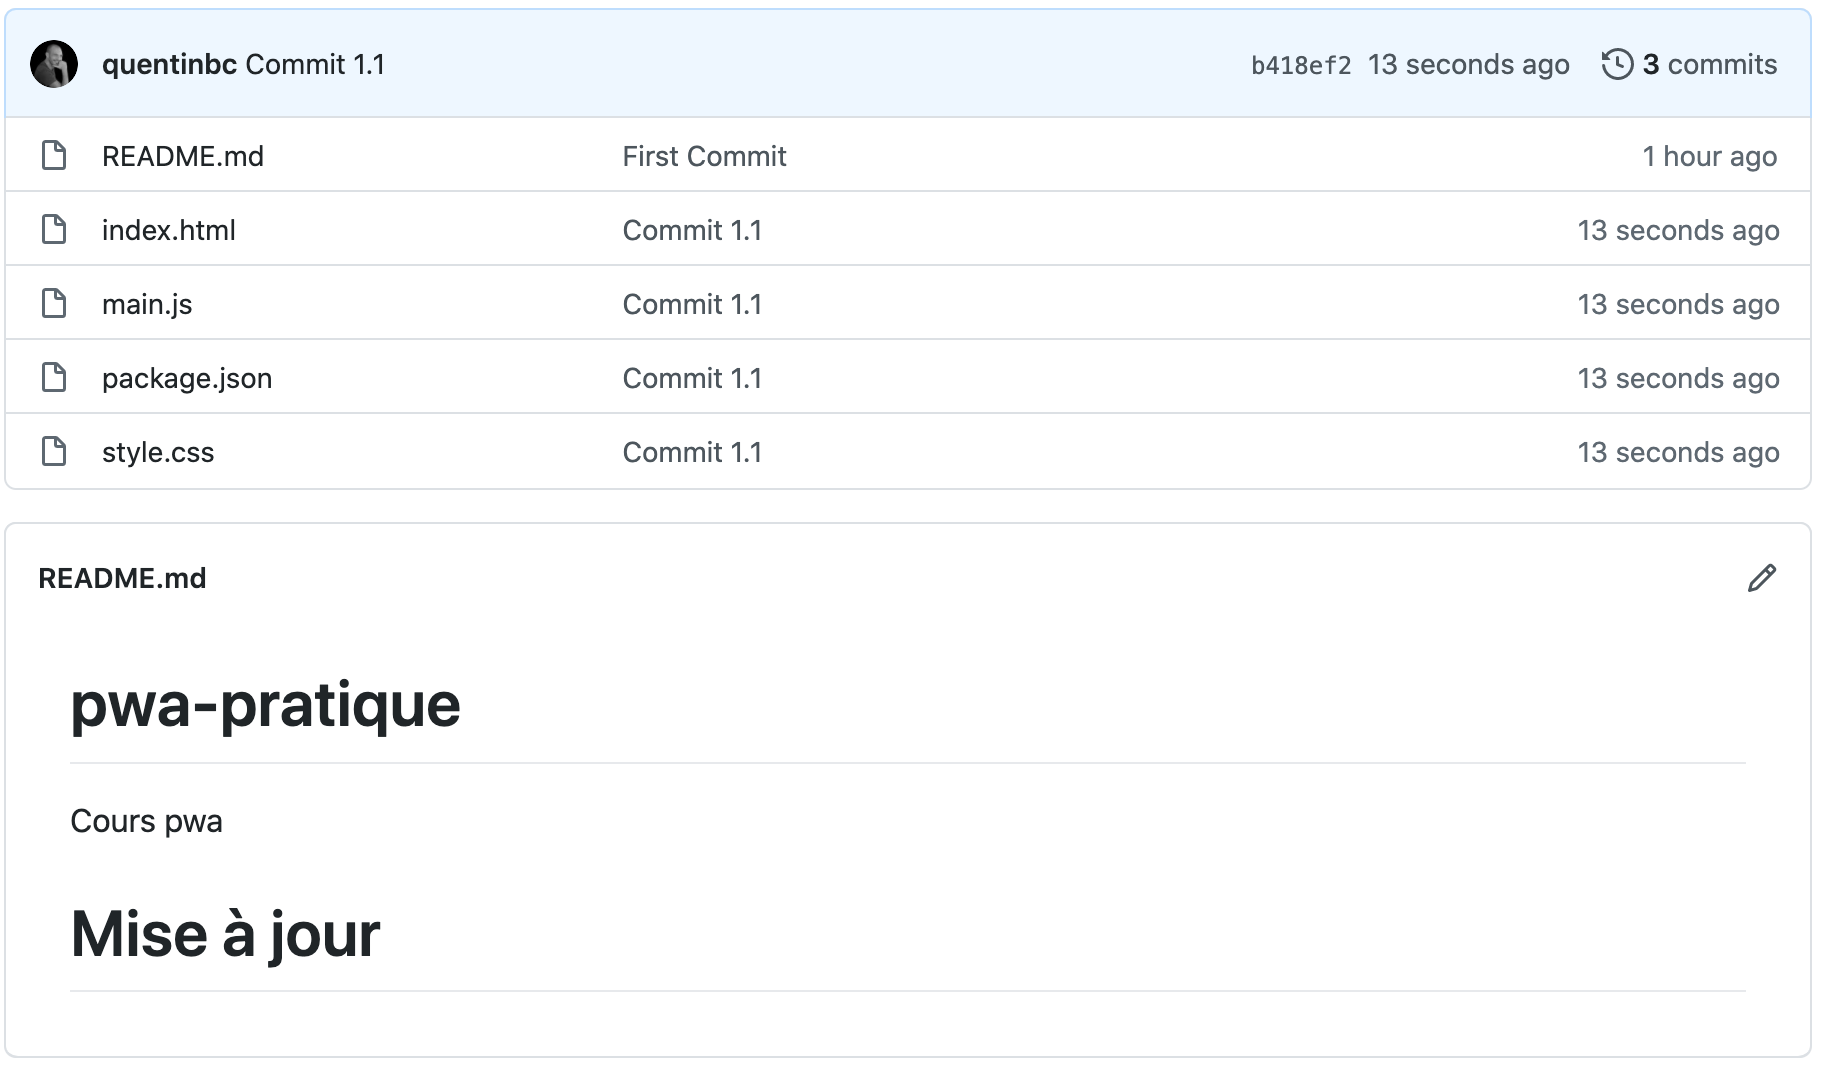 quentinbc Commit 1.1 b418ef2 13 seconds ago 3 commits
README.md First Commit 1 hour ago
index.html Commit 1.1 13 seconds ago
main.js Commit 1.1 13 seconds ago
package.json Commit 1.1 13 seconds ago
style.css Commit 1.1 13 seconds ago
README.md
pwa-pratique
Cours pwa
Mise à jour